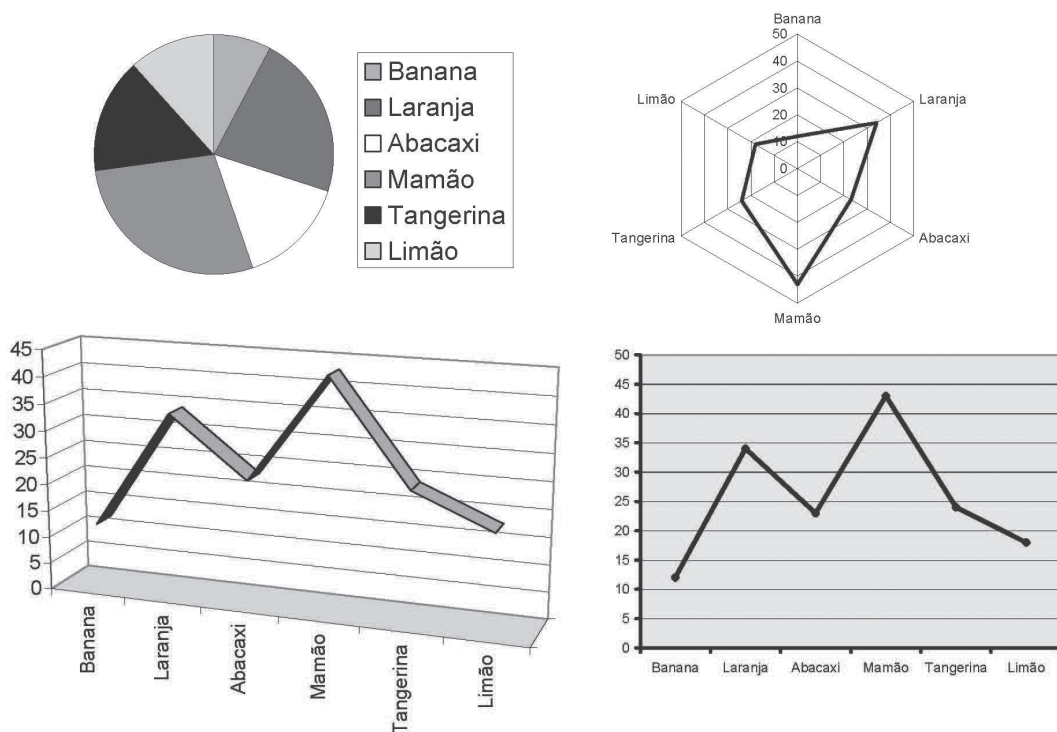 Banana
Laranja
Abacaxi
Mamão
Tangerina
Limão
Banana
50
40
30
20
10
0
Limão
Laranja
Tangerina
Abacaxi
Mamão
45
40
35
30
25
20
15
10
5
0
Banana
Laranja
Abacaxi
Mamão
Tangerina
Limão
50
45
40
35
30
25
20
15
10
5
0
Banana Laranja Abacaxi Mamão Tangerina Limão